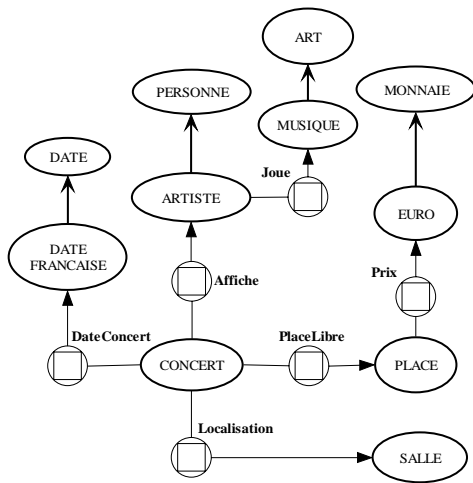 ART
PERSONNE
MONNAIE
MUSIQUE
DATE
Joue
ARTISTE
EURO
DATE
FRANCAISE
Affiche
Prix
DateConcert
PlaceLibre
CONCERT
PLACE
Localisation
SALLE